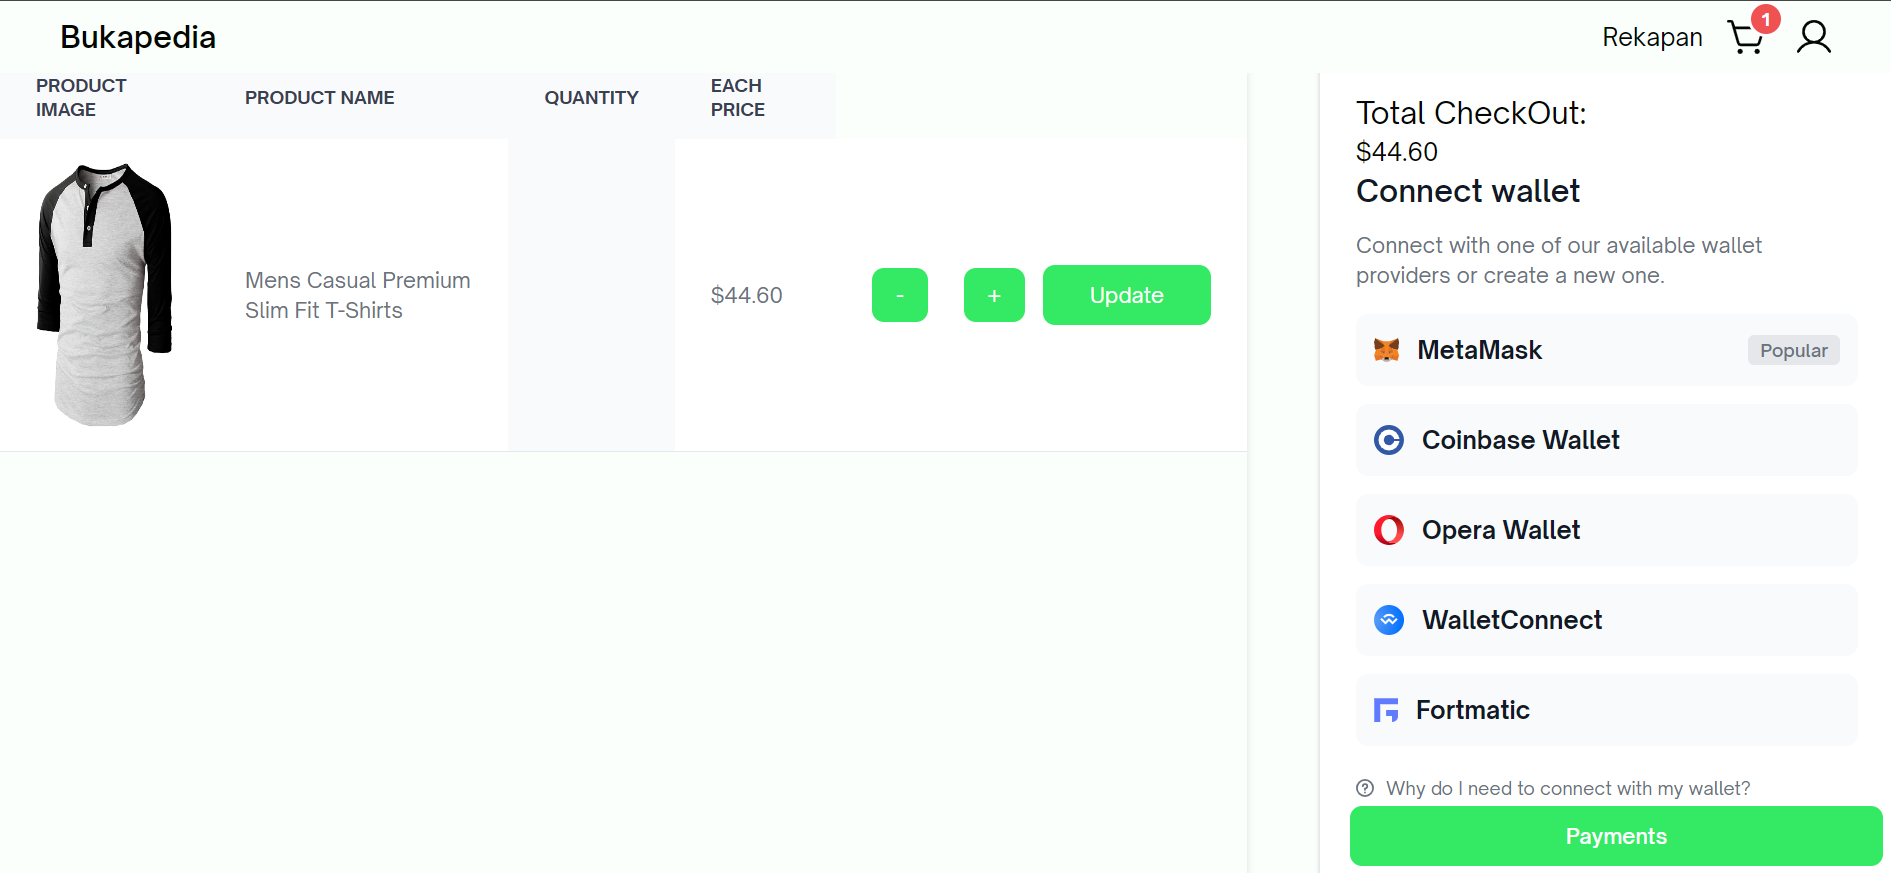 Bukapedia
Rekapan
1
PRODUCT
IMAGE
PRODUCT NAME
QUANTITY
EACH
PRICE
Mens Casual Premium
Slim Fit T-Shirts
$44.60
-
+
Update
Total CheckOut:
$44.60
Connect wallet
Connect with one of our available wallet
providers or create a new one.
MetaMask
Popular
Coinbase Wallet
Opera Wallet
WalletConnect
Fortmatic
Why do I need to connect with my wallet?
Payments